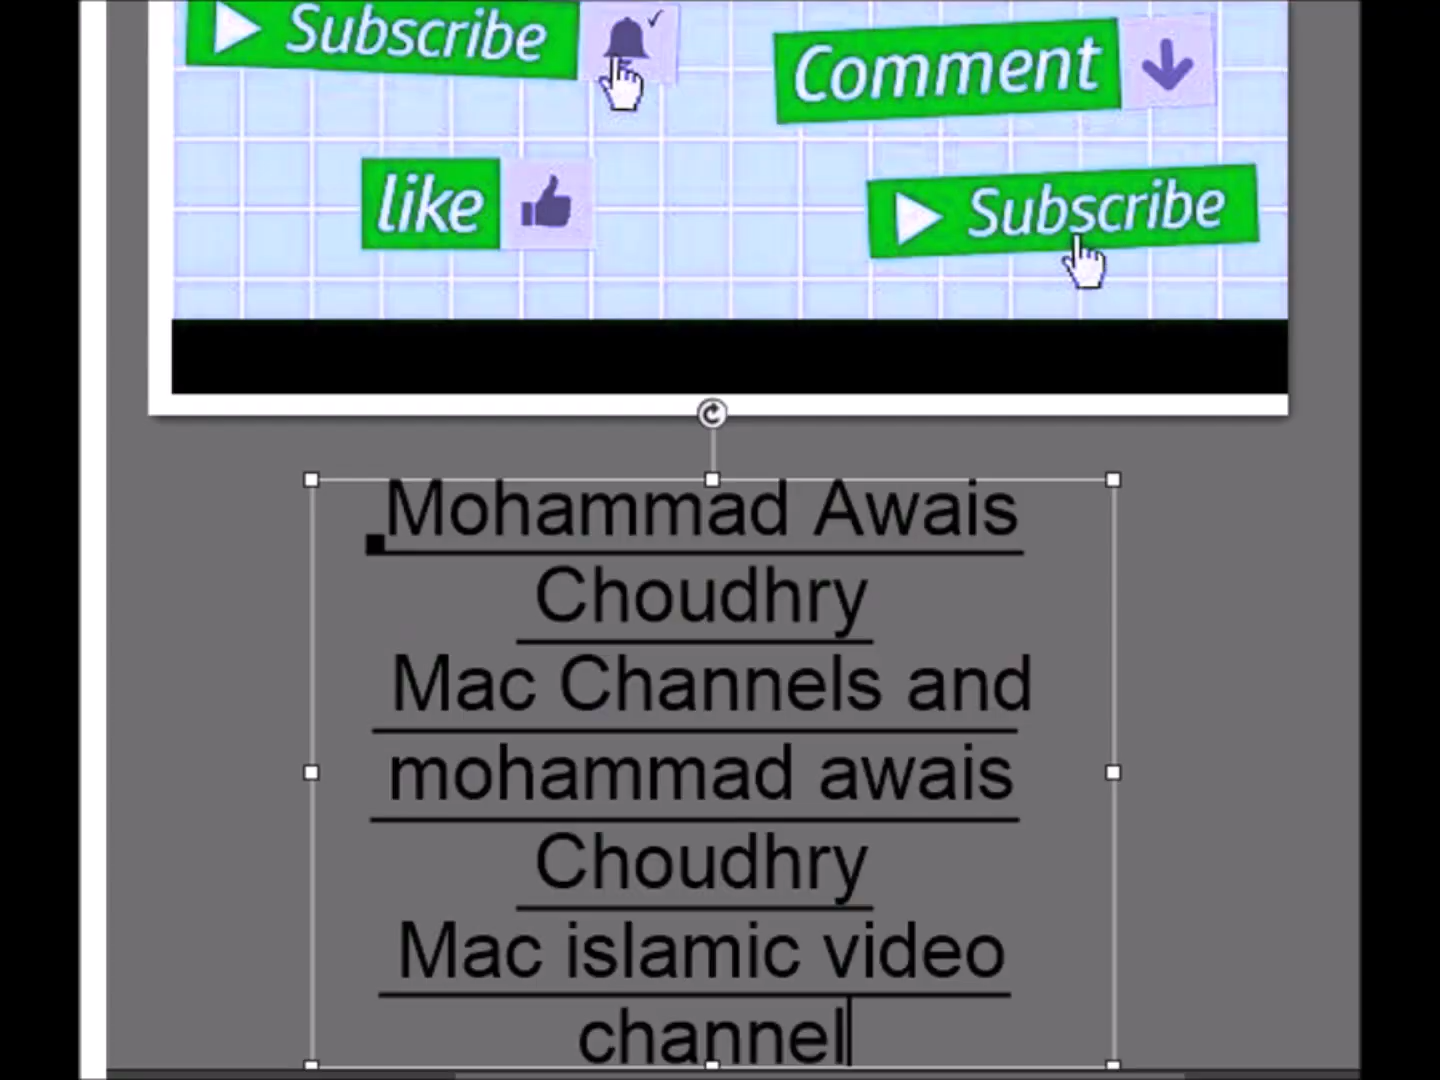 Subscribe
Comment
like
Subscribe
Mohammad Awais
Choudhry
Mac Channels and
mohammad awais
Choudhry
Mac islamic video
channel